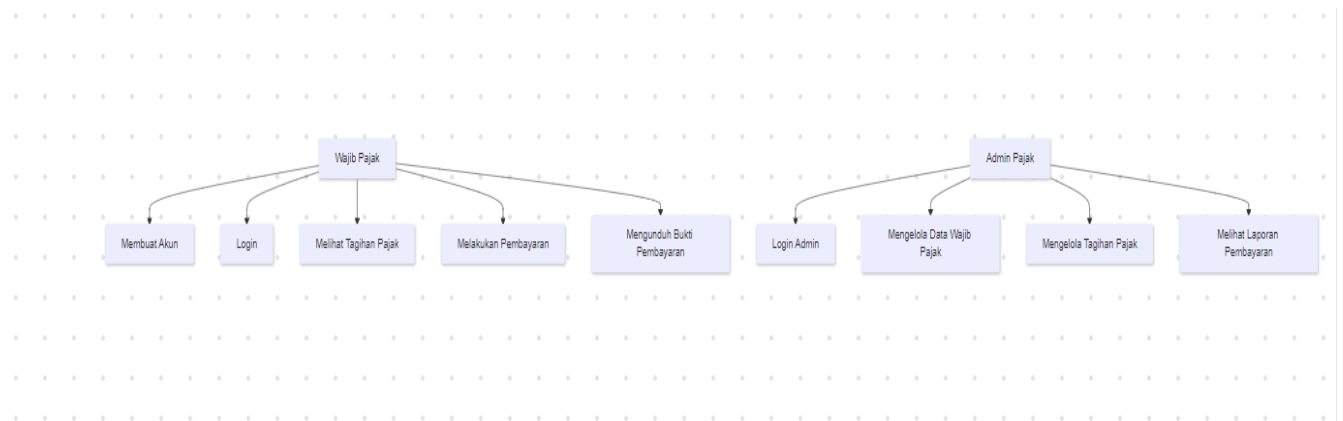 Wajib Pajak
Admin Pajak
Membuat Akun
Login
Melihat Tagihan Pajak
Melakukan Pembayaran
Mengunduh Bukti
Pembayaran
Login Admin
Mengelola Data Wajib
Pajak
Mengelola Tagihan Pajak
Melihat Laporan
Pembayaran